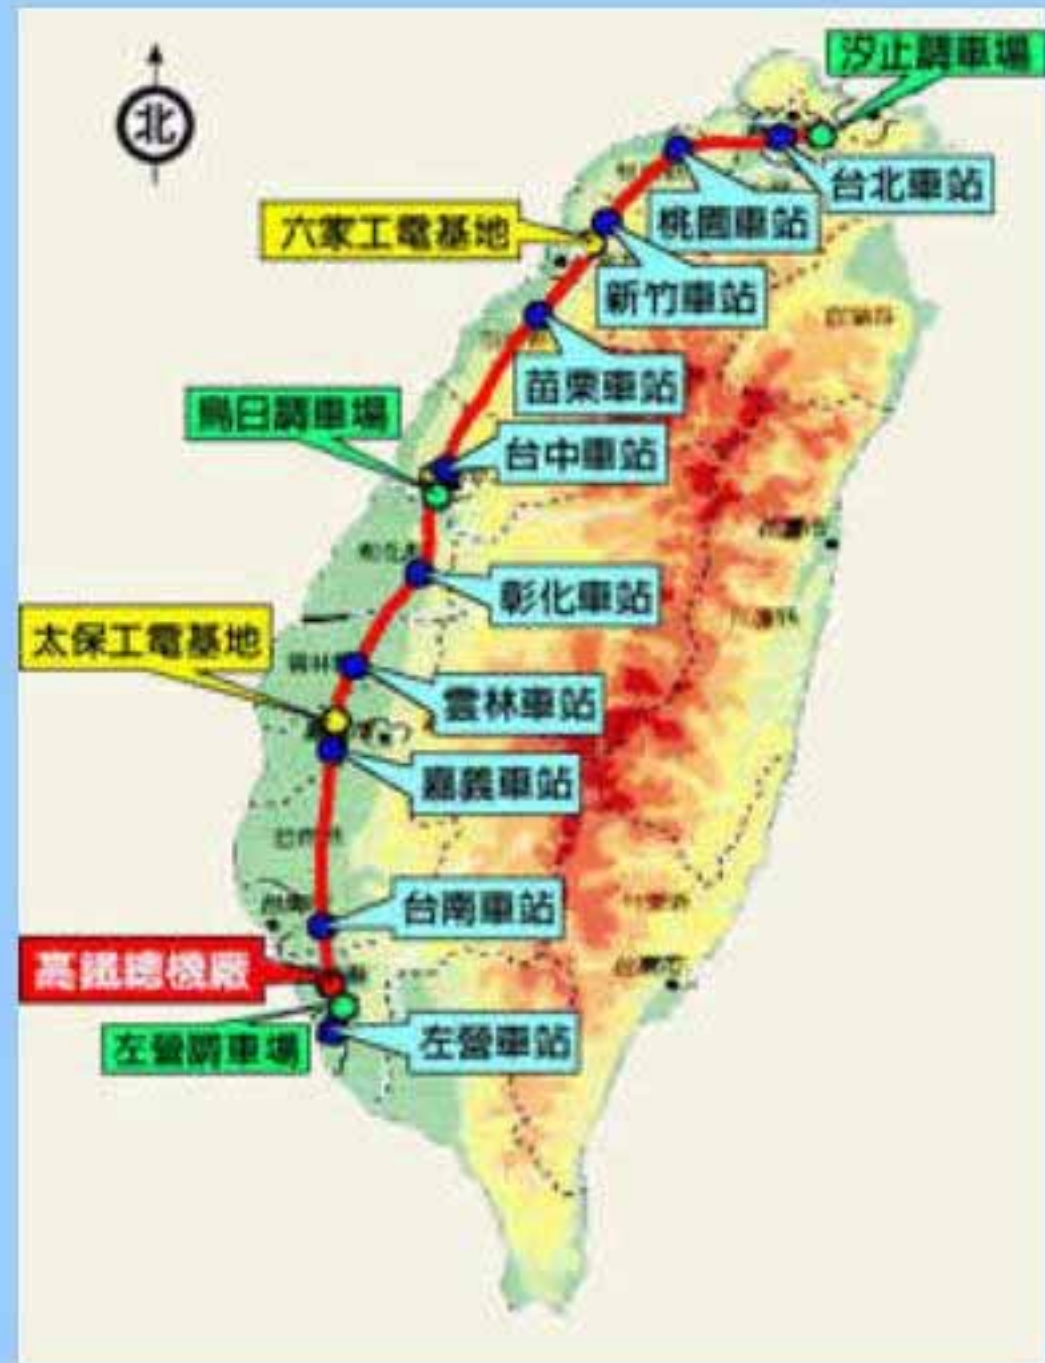 北
汐止調車場
台北車站
桃園車站
六家工電基地
新竹車站
苗栗車站
烏日調車場
台中車站
彰化車站
太保工電基地
雲林車站
嘉義車站
台南車站
高鐵總機廠
左營調車場
左營車站